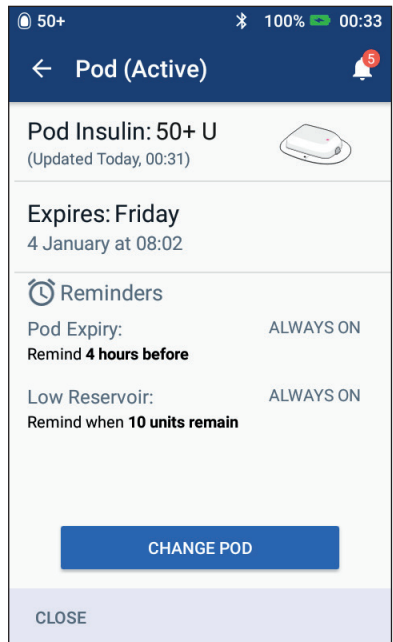 50+ 100% 00:33
Pod (Active) 5
Pod Insulin: 50+ U
(Updated Today, 00:31)
Expires: Friday
4 January at 08:02
Reminders
Pod Expiry: ALWAYS ON
Remind 4 hours before
Low Reservoir: ALWAYS ON
Remind when 10 units remain
CHANGE POD
CLOSE